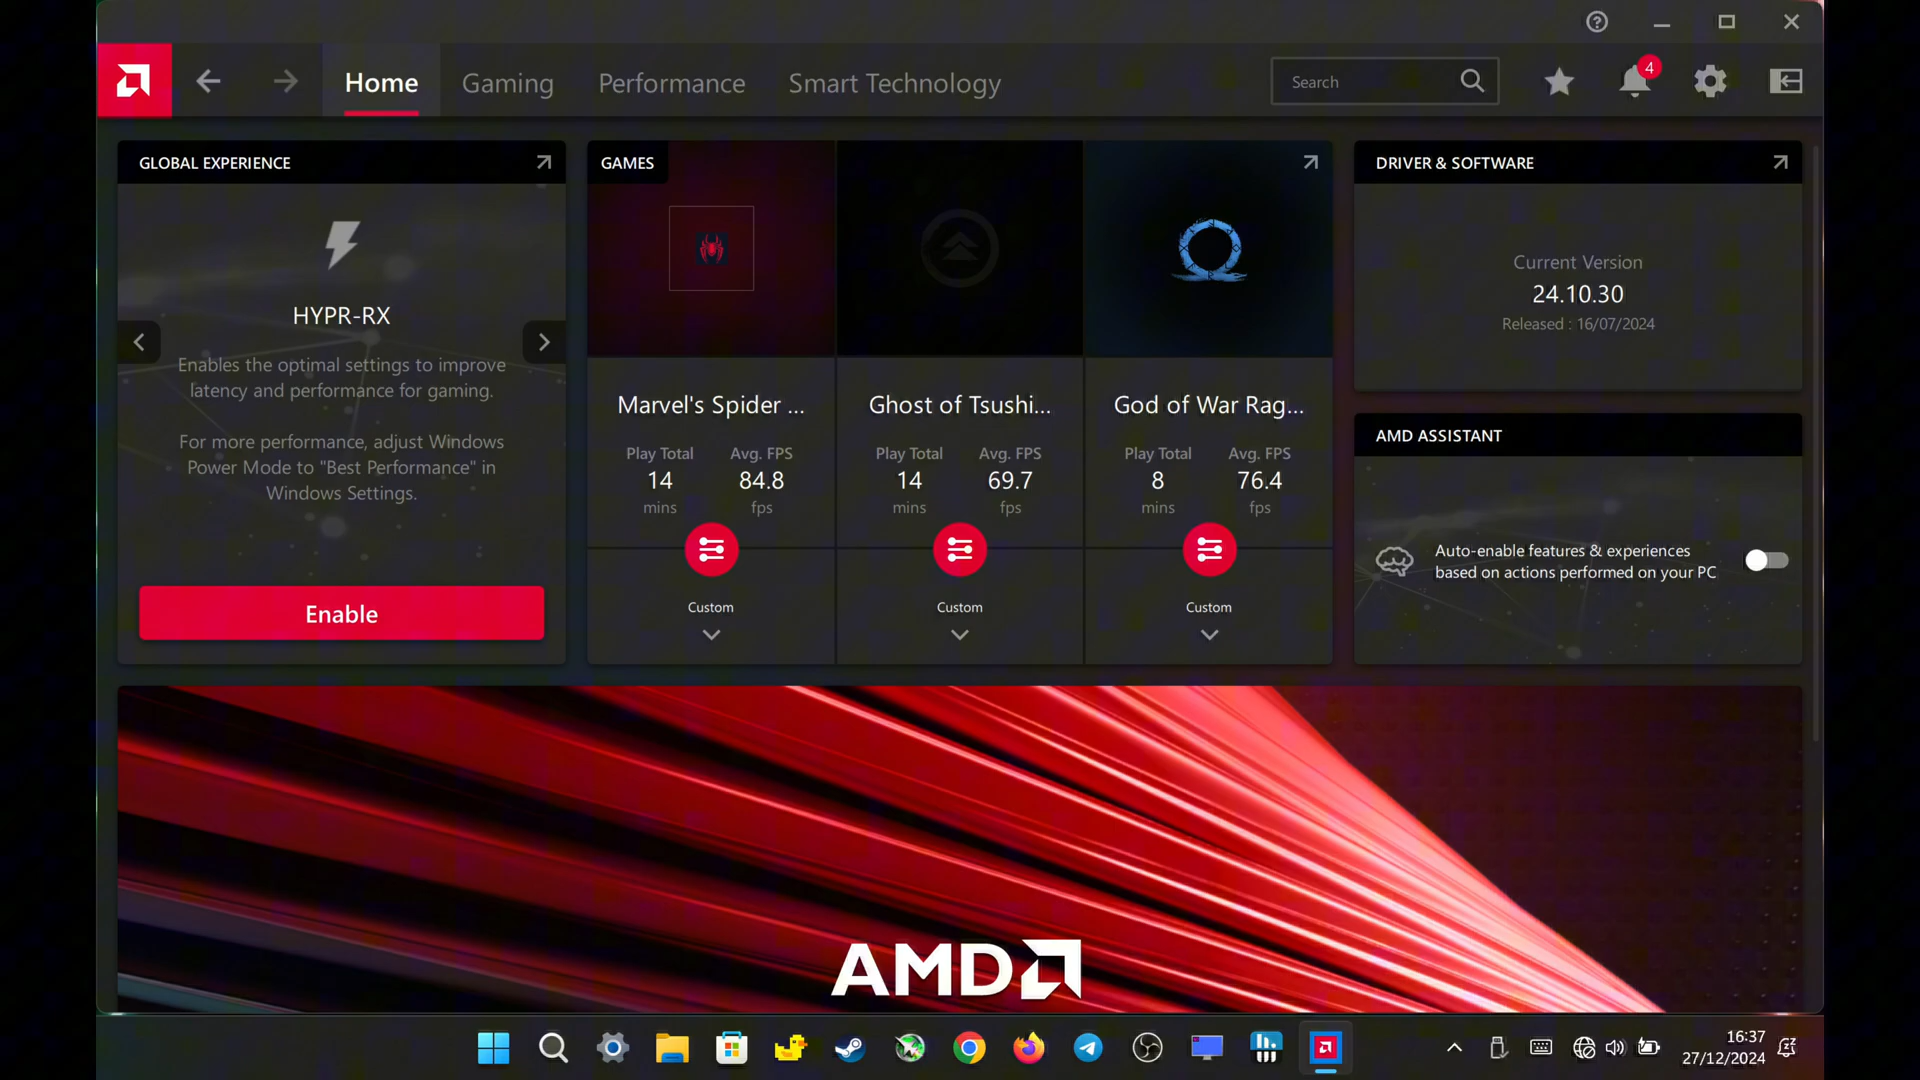 Home
Gaming
Performance
Smart Technology
Search
4
GLOBAL EXPERIENCE
HYPR-RX
Enables the optimal settings to improve
latency and performance for gaming.
For more performance, adjust Windows
Power Mode to "Best Performance" in
Windows Settings.
Enable
GAMES
Marvel's Spider ...
Play Total
Avg. FPS
14
84.8
mins
fps
Custom
Ghost of Tsushi...
Play Total
Avg. FPS
14
69.7
mins
fps
Custom
God of War Rag...
Play Total
Avg. FPS
8
76.4
mins
fps
Custom
DRIVER & SOFTWARE
Current Version
24.10.30
Released : 16/07/2024
AMD ASSISTANT
Auto-enable features & experiences
based on actions performed on your PC
AMD
16:37
27/12/2024